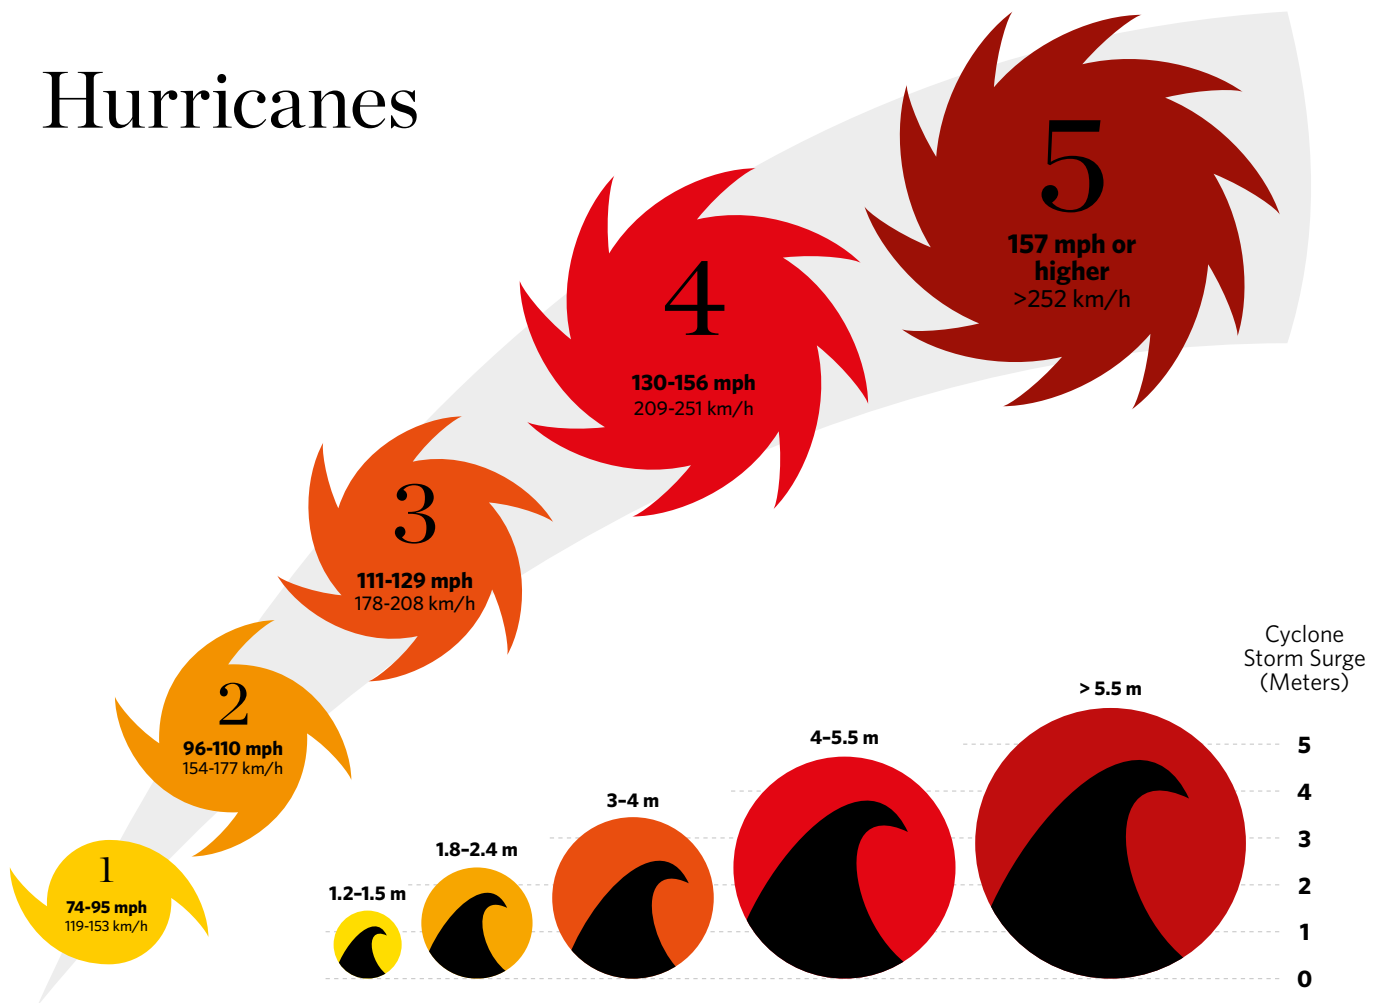 Hurricanes
5
157 mph or
higher
>252 km/h
4
130-156 mph
209-251 km/h
3
111-129 mph
178-208 km/h
2
96-110 mph
154-177 km/h
1
74-95 mph
119-153 km/h
Cyclone
Storm Surge
(Meters)
1.2–1.5 m
1.8–2.4 m
3–4 m
4–5.5 m
> 5.5 m
5
4
3
2
1
0